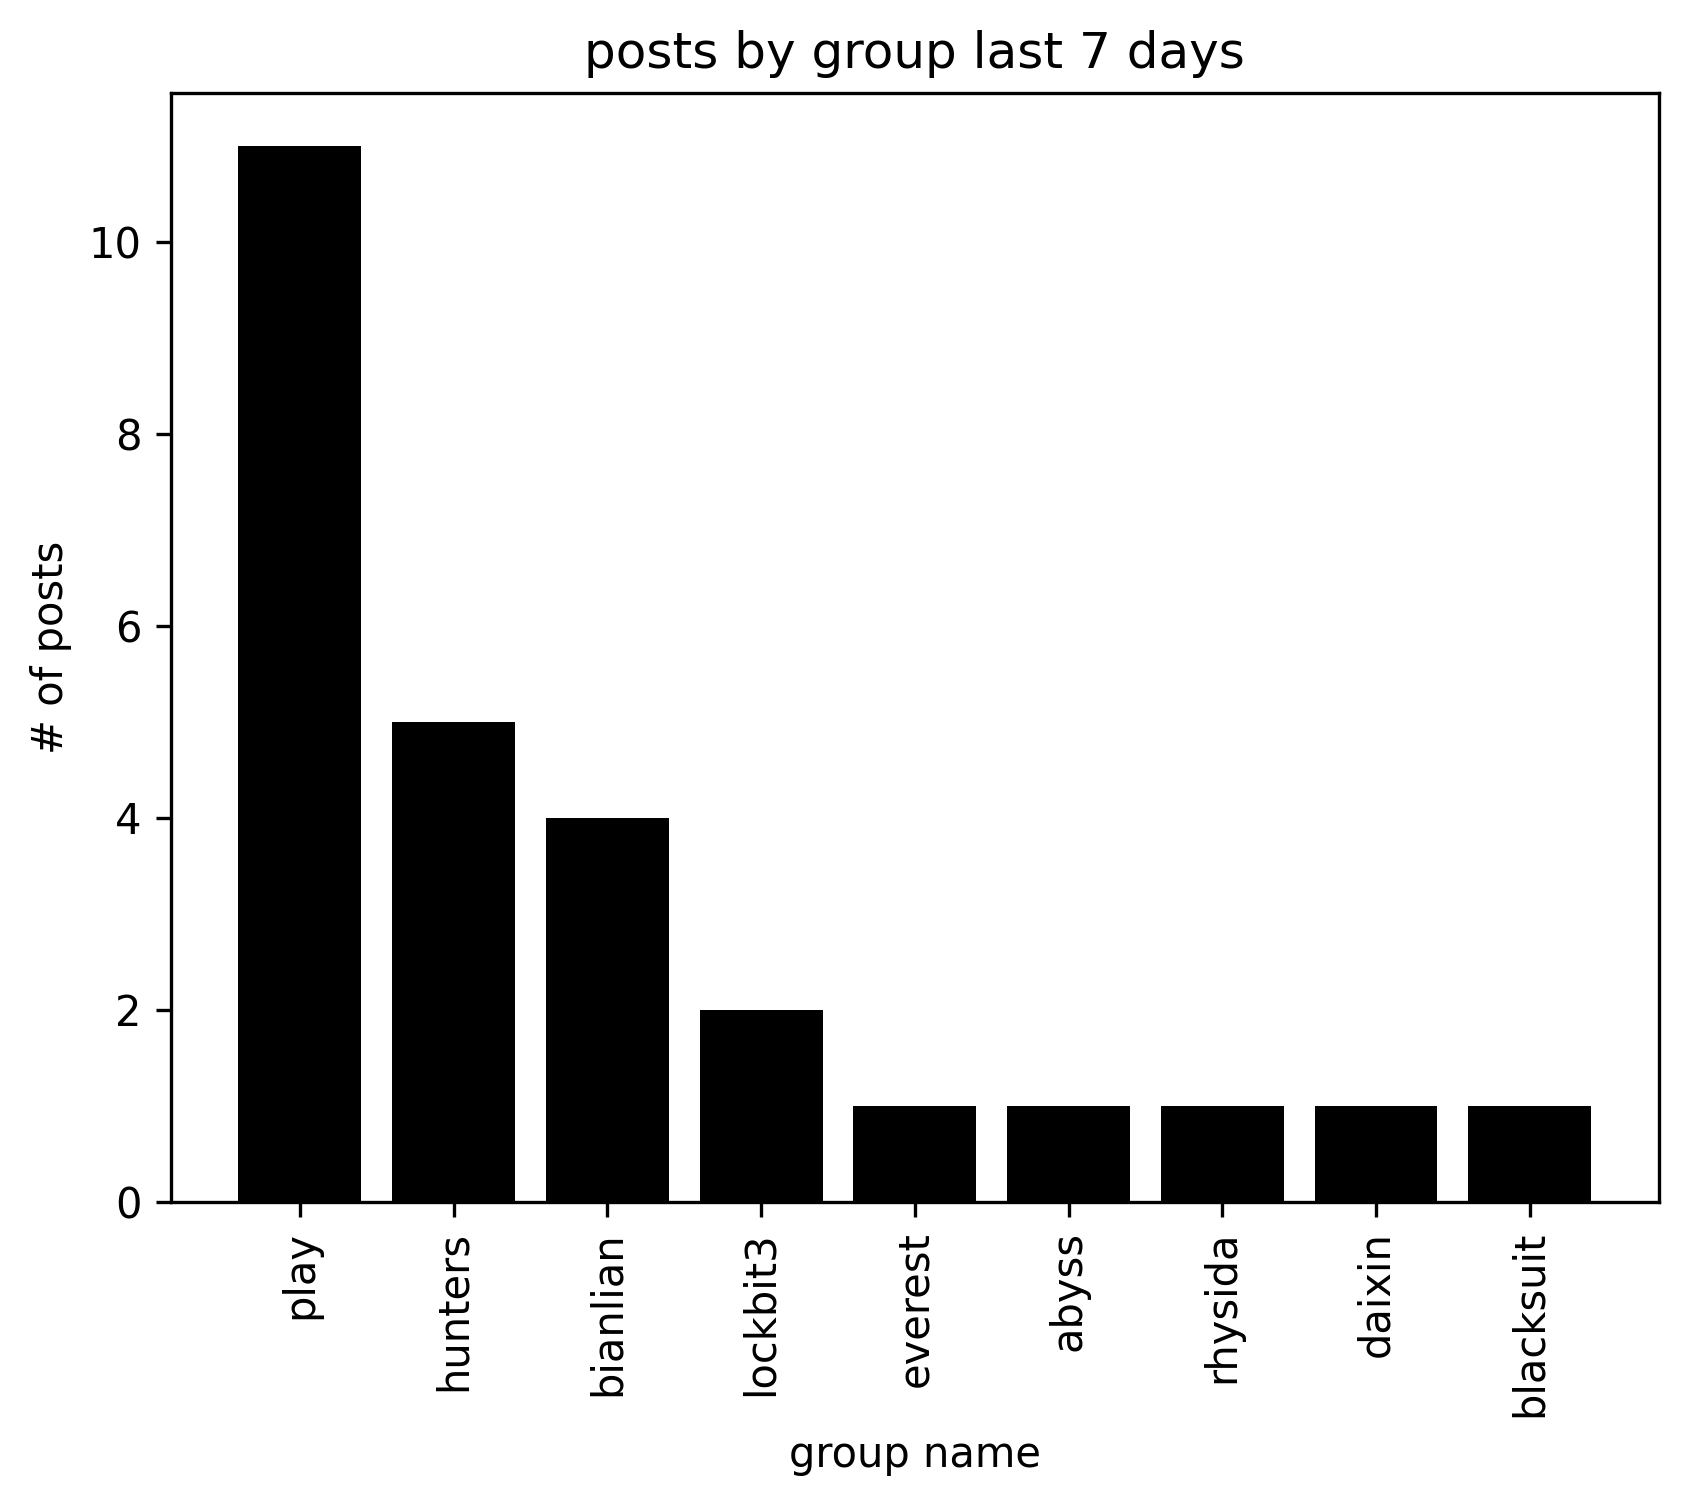 posts by group last 7 days
# of posts
10
8
6
4
2
0
play
hunters
bianlian
lockbit3
everest
abyss
rhysida
daixin
blacksuit
group name